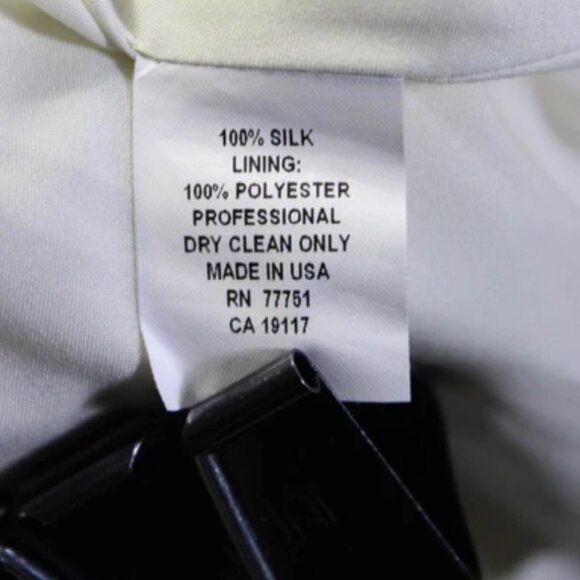 100% SILK
LINING:
100% POLYESTER
PROFESSIONAL
DRY CLEAN ONLY
MADE IN USA
RN 77751
CA 19117